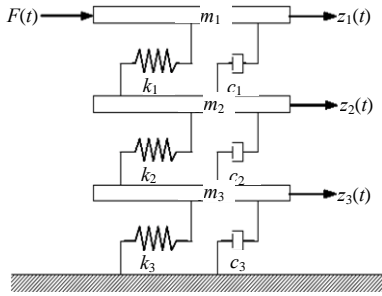 F(t) m1 z1(t)
k1 c1
m2 z2(t)
k2 c2
m3 z3(t)
k3 c3